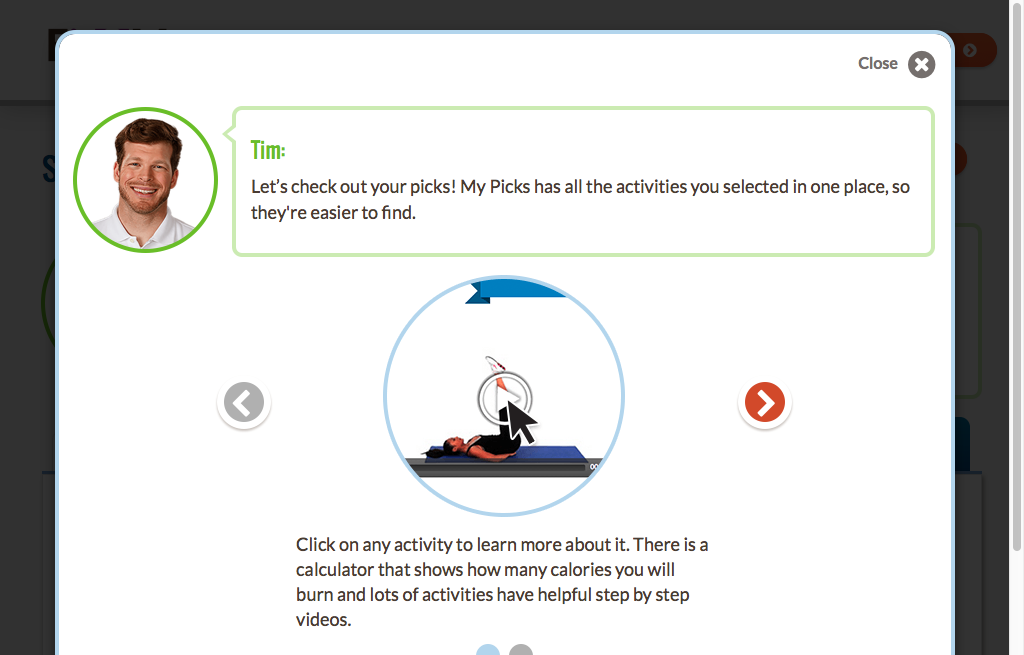 Close
Tim:
Let’s check out your picks! My Picks has all the activities you selected in one place, so
they're easier to find.
00
Click on any activity to learn more about it. There is a
calculator that shows how many calories you will
burn and lots of activities have helpful step by step
videos.